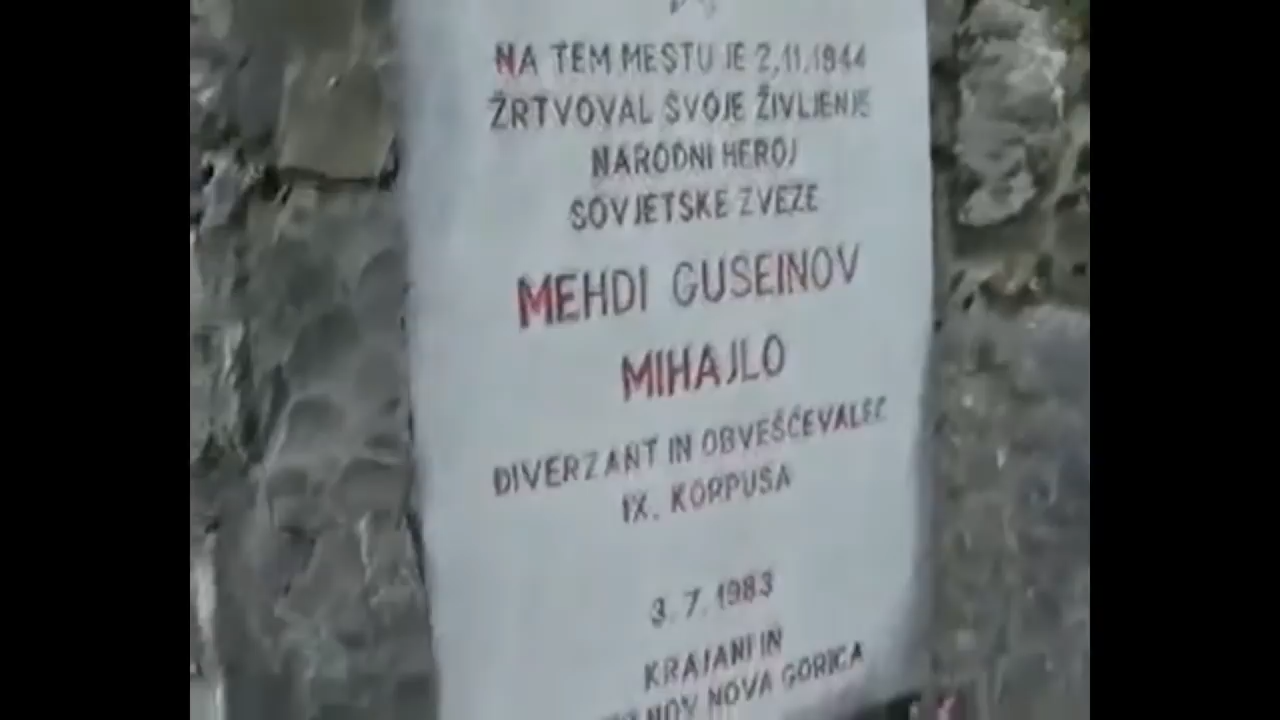 NA TEM MESTU JE 2.11.1944
ŽRTVOVAL SVOJE ŽIVLJENJE
NARODNI HEROJ
SOVJETSKE ZVEZE
MEHDI GUSEINOV
MIHAJLO
DIVERZANT IN OBVEŠČEVALEC
IX. KORPUSA
3.7.1983
KRAJANI IN
NOV NOVA GORICA